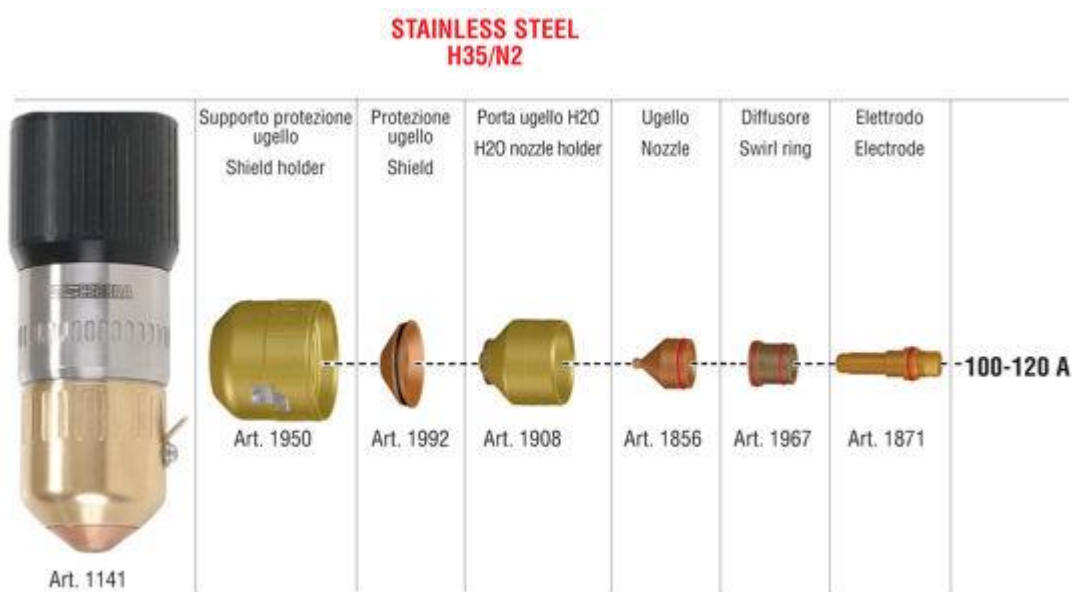 STAINLESS STEEL
H35/N2
Supporto protezione
ugello
Shield holder
Protezione
ugello
Shield
Porta ugello H2O
H2O nozzle holder
Ugello
Nozzle
Diffusore
Swirl ring
Elettrodo
Electrode
100-120 A
Art. 1950
Art. 1992
Art. 1908
Art. 1856
Art. 1967
Art. 1871
Art. 1141